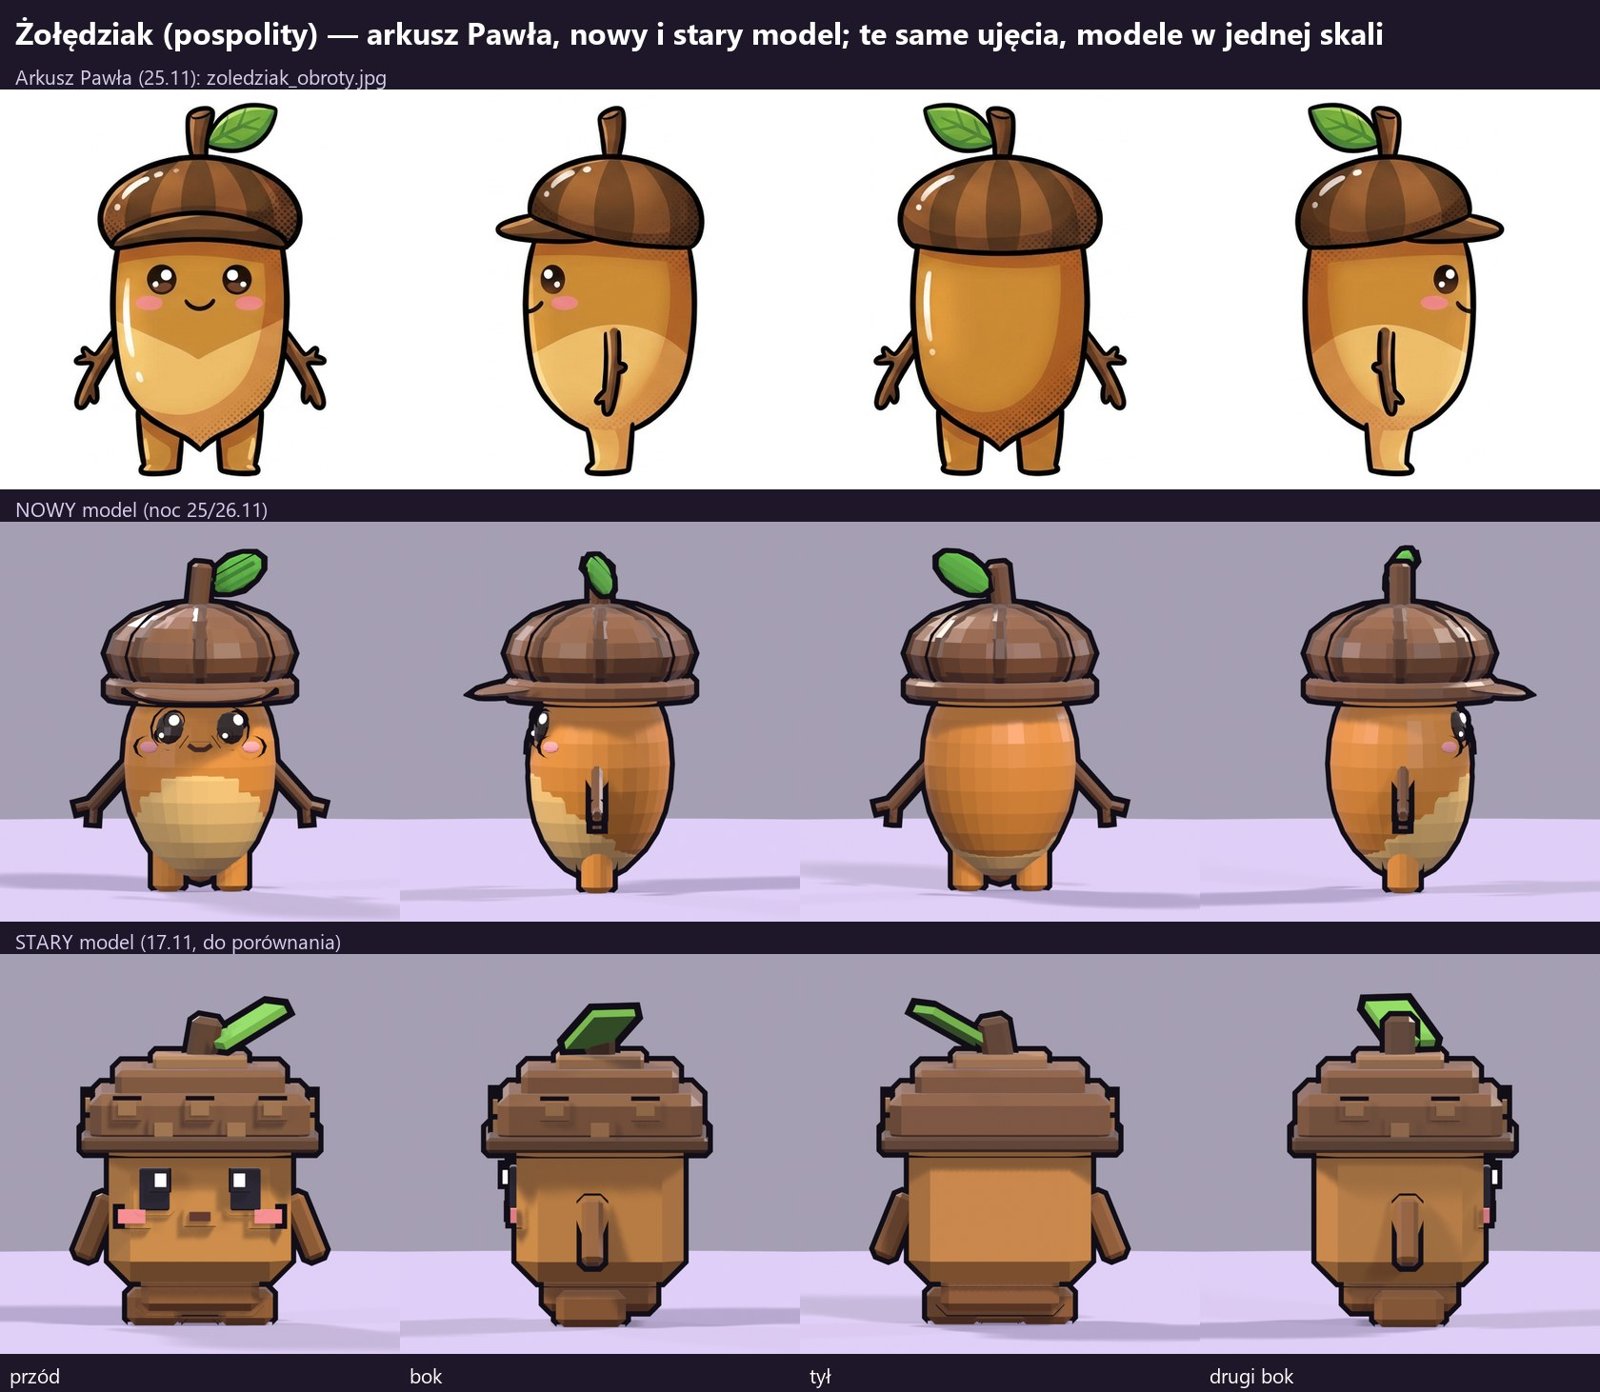 Żołędziak (pospolity) — arkusz Pawła, nowy i stary model; te same ujęcia, modele w jednej skali
Arkusz Pawła (25.11): zoledziak_obroty.jpg
NOWY model (noc 25/26.11)
STARY model (17.11, do porównania)
przód bok tył drugi bok